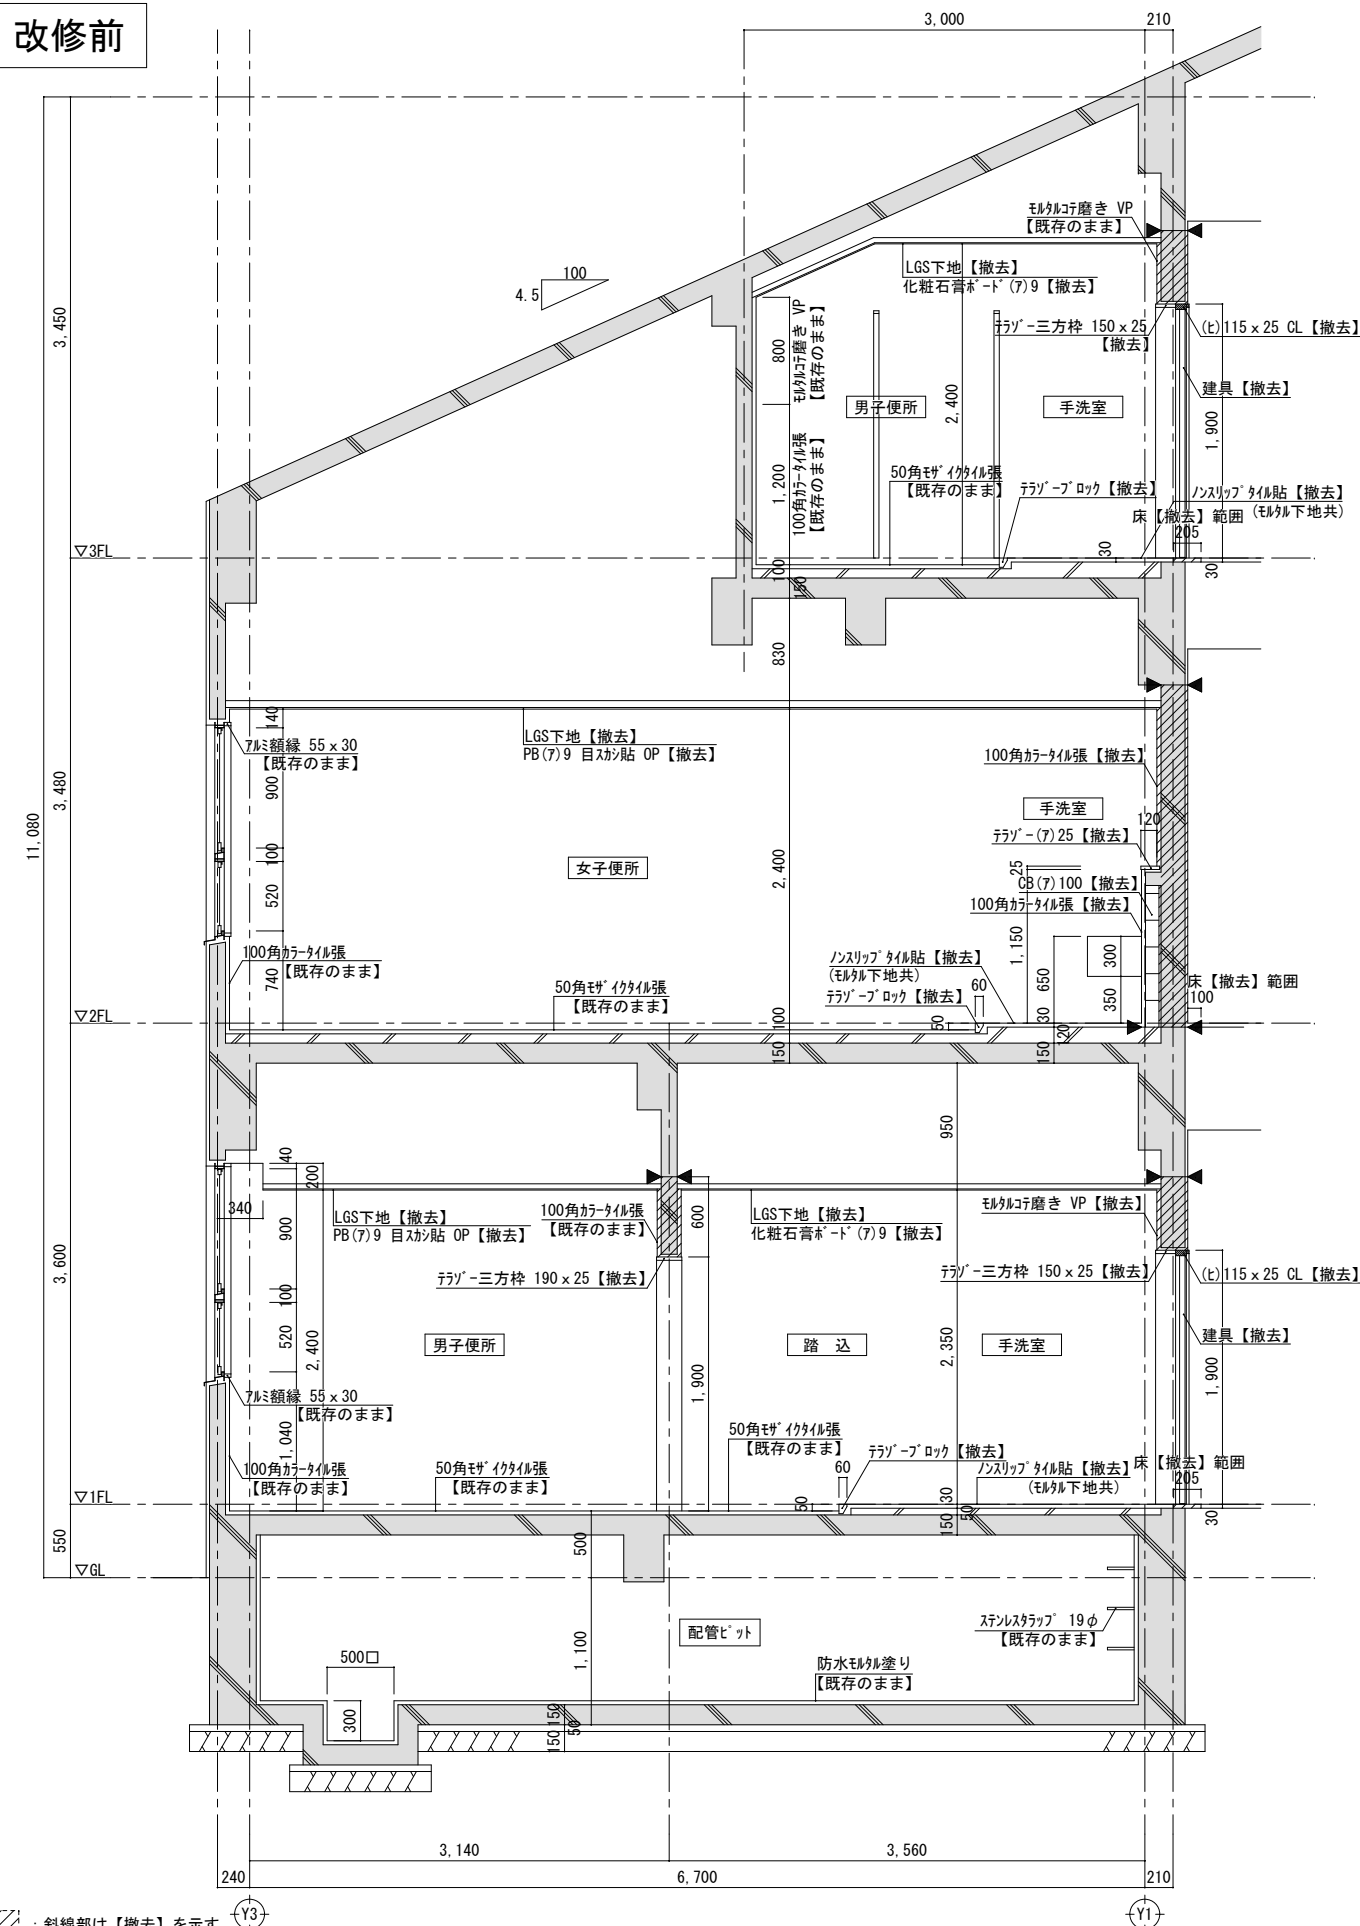 改修前
3,000
210
モルタルコテ磨き VP
【既存のまま】
LGS下地【撤去】
化粧石膏ボード(ア)9【撤去】
100
4.5
3,450
800
モルタルコテ磨き VP
【既存のまま】
テラゾー三方枠 150x25
【撤去】
(ヒ)115x25 CL【撤去】
建具【撤去】
男子便所
2,400
手洗室
1,900
1,200
100角カラータイル張
【既存のまま】
50角モザイクタイル張
【既存のまま】
テラゾーブロック【撤去】
ノンスリップタイル貼【撤去】
(モルタル下地共)
床【撤去】範囲
205
▽3FL
30
30
100
150
830
140
アルミ額縁 55x30
【既存のまま】
LGS下地【撤去】
PB(ア)9 目スカシ貼 OP【撤去】
100角カラータイル張【撤去】
900
3,480
11,080
手洗室
120
テラゾー(ア)25【撤去】
100
女子便所
2,400
25
CB(ア)100【撤去】
520
100角カラータイル張【撤去】
100角カラータイル張
【既存のまま】
740
1,150
650
300
350
ノンスリップタイル貼【撤去】
(モルタル下地共)
50角モザイクタイル張
【既存のまま】
テラゾーブロック【撤去】
60
床【撤去】範囲
100
▽2FL
100
50
30
120
150
150
950
40
200
340
LGS下地【撤去】
PB(ア)9 目スカシ貼 OP【撤去】
100角カラータイル張
【既存のまま】
600
LGS下地【撤去】
化粧石膏ボード(ア)9【撤去】
モルタルコテ磨き VP【撤去】
900
3,600
テラゾー三方枠 190x25【撤去】
テラゾー三方枠 150x25【撤去】
(ヒ)115x25 CL【撤去】
100
520
2,400
男子便所
踏 込
2,350
手洗室
建具【撤去】
1,900
1,900
アルミ額縁 55x30
【既存のまま】
1,040
100角カラータイル張
【既存のまま】
50角モザイクタイル張
【既存のまま】
50角モザイクタイル張
【既存のまま】
テラゾーブロック【撤去】
60
ノンスリップタイル貼【撤去】
(モルタル下地共)
床【撤去】範囲
205
▽1FL
50
30
50
150
30
550
500
▽GL
配管ピット
ステンレスタラップ 19φ
【既存のまま】
1,100
500□
防水モルタル塗り
【既存のまま】
300
150
50
150
3,140
3,560
240
6,700
210
Y3
Y1
：斜線部は【撤去】を示す